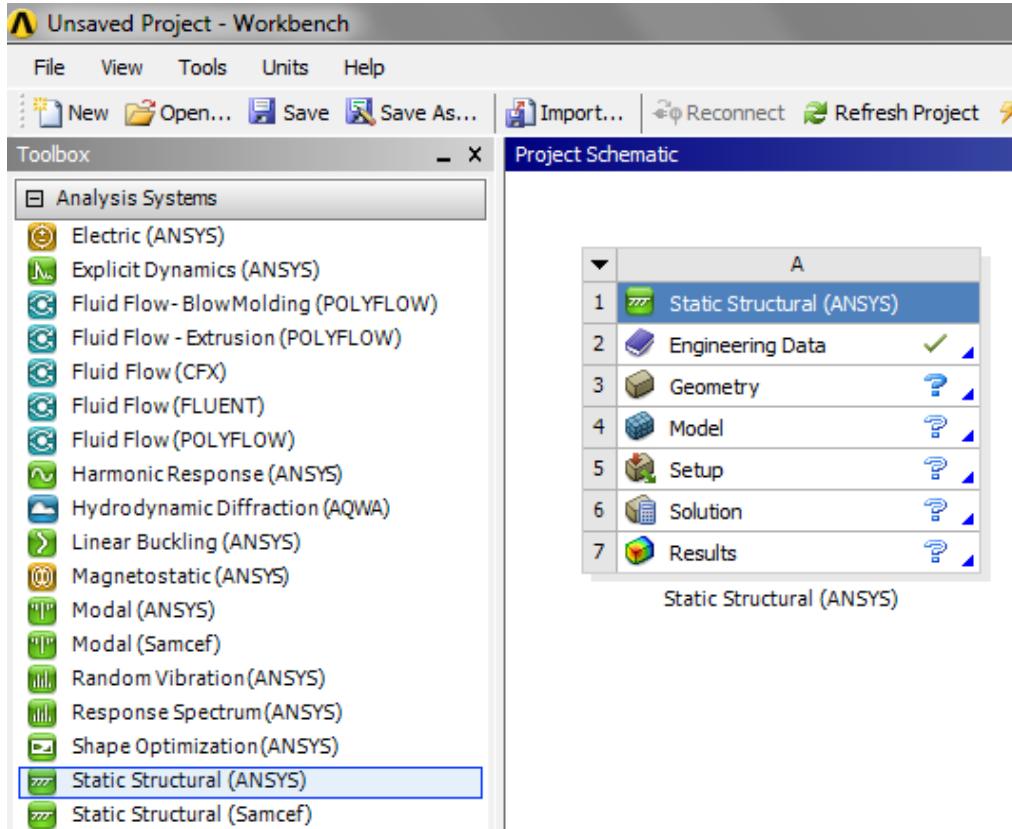 Unsaved Project - Workbench
File View Tools Units Help
New Open... Save Save As... Import... Reconnect Refresh Project
Toolbox
Project Schematic
Analysis Systems
Electric (ANSYS)
Explicit Dynamics (ANSYS)
Fluid Flow- BlowMolding (POLYFLOW)
Fluid Flow - Extrusion (POLYFLOW)
Fluid Flow (CFX)
Fluid Flow (FLUENT)
Fluid Flow (POLYFLOW)
Harmonic Response (ANSYS)
Hydrodynamic Diffraction (AQWA)
Linear Buckling (ANSYS)
Magnetostatic (ANSYS)
Modal (ANSYS)
Modal (Samcef)
Random Vibration (ANSYS)
Response Spectrum (ANSYS)
Shape Optimization (ANSYS)
Static Structural (ANSYS)
Static Structural (Samcef)
A
1 Static Structural (ANSYS)
2 Engineering Data
3 Geometry
4 Model
5 Setup
6 Solution
7 Results
Static Structural (ANSYS)